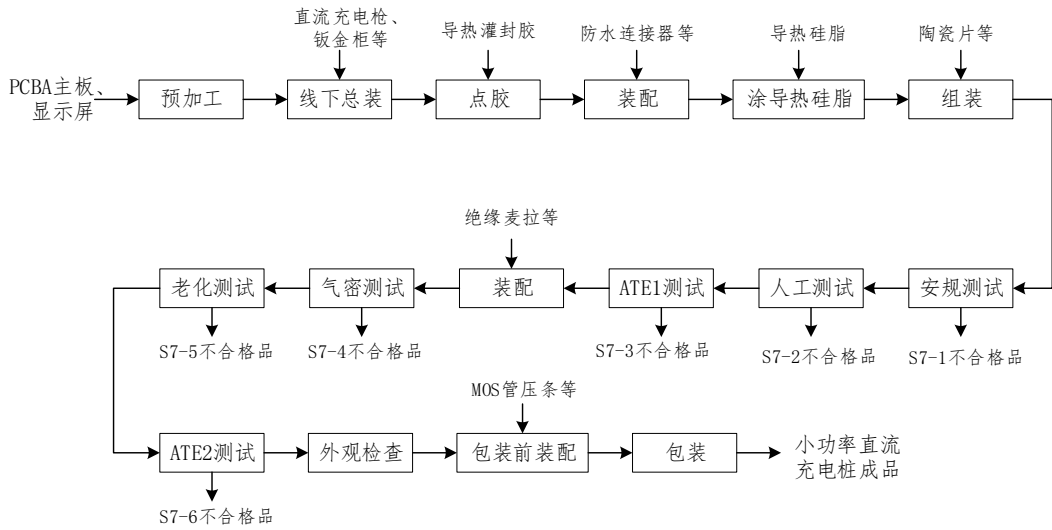 直流充电枪、
钣金柜等
导热灌封胶
防水连接器等
导热硅脂
陶瓷片等
PCBA主板、
显示屏
预加工
线下总装
点胶
装配
涂导热硅脂
组装
绝缘麦拉等
老化测试
气密测试
装配
ATE1测试
人工测试
安规测试
S7-5不合格品
S7-4不合格品
S7-3不合格品
S7-2不合格品
S7-1不合格品
MOS管压条等
ATE2测试
外观检查
包装前装配
包装
小功率直流
充电桩成品
S7-6不合格品